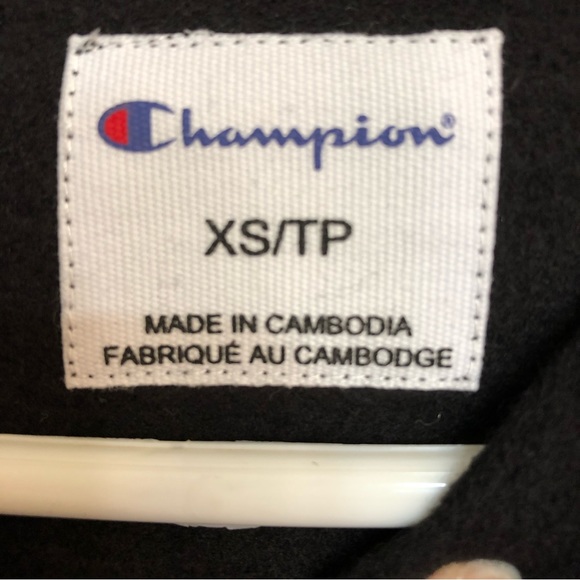 Champion®
XS/TP
MADE IN CAMBODIA
FABRIQUÉ AU CAMBODGE